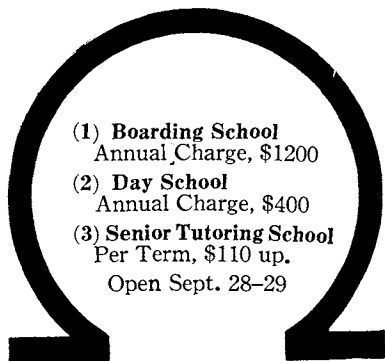 (1) Boarding School
Annual Charge, $1200
(2) Day School
Annual Charge, $400
(3) Senior Tutoring School
Per Term, $110 up.
Open Sept. 28–29